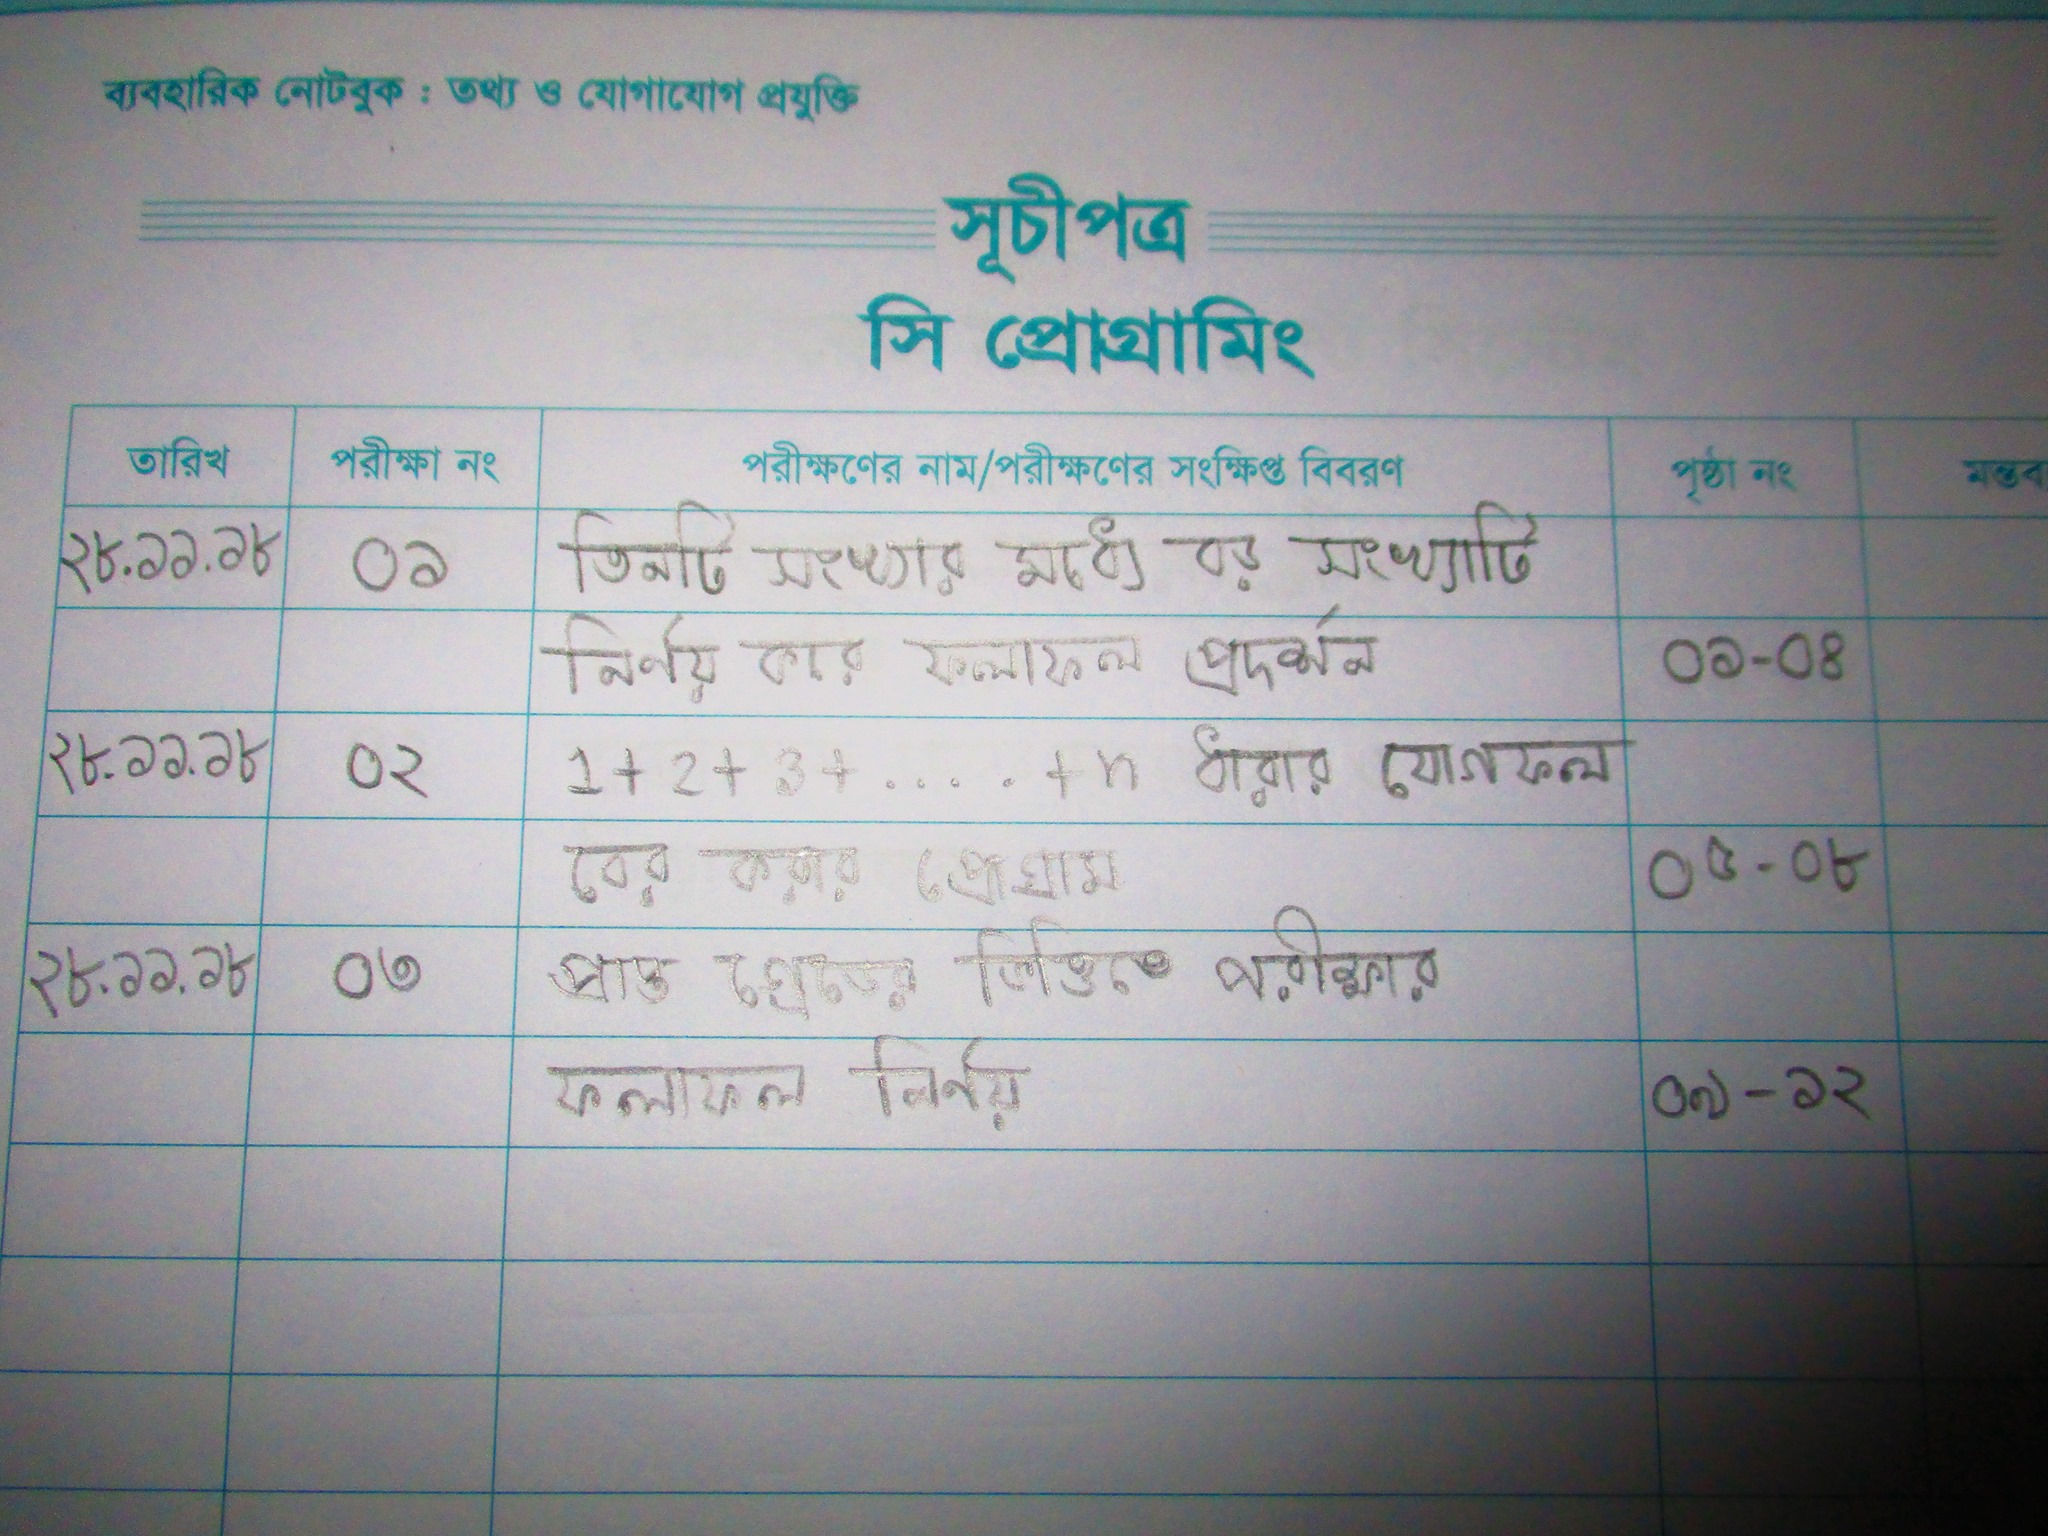 ব্যবহারিক নোটবুক : তথ্য ও যোগাযোগ প্রযুক্তি
সূচীপত্র
সি প্রোগ্রামিং
তারিখ পরীক্ষা নং পরীক্ষণের নাম/পরীক্ষণের সংক্ষিপ্ত বিবরণ পৃষ্ঠা নং
২৮.১১.১৮ ০১ তিনটি সংখ্যার মধ্যে বড় সংখ্যাটি
নির্ণয় করে ফলাফল প্রদর্শন ০১-০৪
২৮.১১.১৮ ০২ 1+2+3+.....+n ধারার যোগফল
বের করার প্রোগ্রাম ০৫-০৮
২৮.১১.১৮ ০৩ প্রাপ্ত গ্রেডের ভিত্তিতে পরীক্ষার
ফলাফল নির্ণয় ০৯-১২